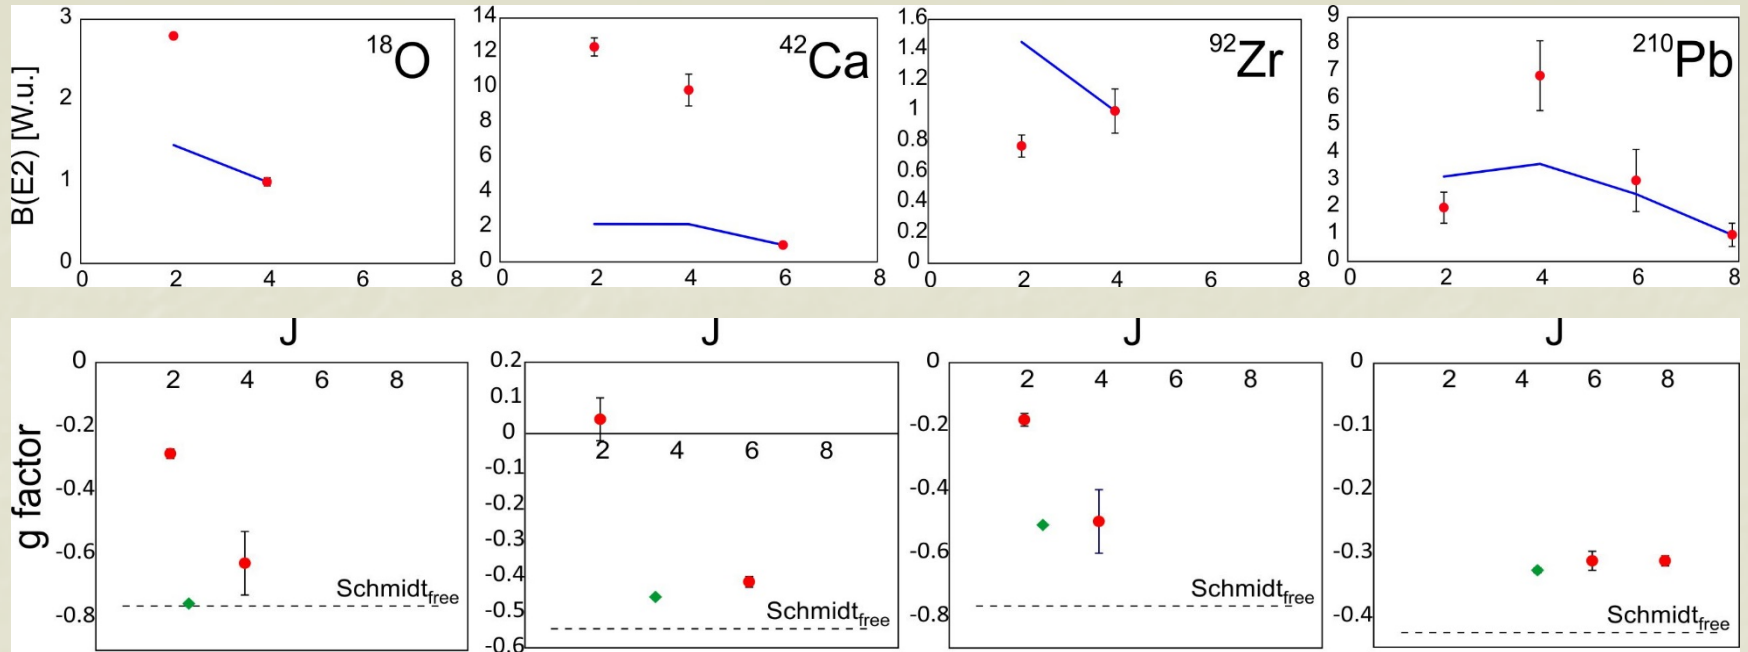 B(E2) [W.u.]
3
2
1
0
0 2 4 6 8
18O
14
12
10
8
6
4
2
0
0 2 4 6 8
42Ca
1.6
1.4
1.2
1
0.8
0.6
0.4
0.2
0
0 2 4 6 8
92Zr
9
8
7
6
5
4
3
2
1
0
0 2 4 6 8
210Pb
J J J J
g factor
0
-0.2
-0.4
-0.6
-0.8
2 4 6 8
Schmidtfree
0.2
0.1
0
-0.1
-0.2
-0.3
-0.4
-0.5
-0.6
2 4 6 8
Schmidtfree
0
-0.2
-0.4
-0.6
-0.8
2 4 6 8
Schmidtfree
0
-0.1
-0.2
-0.3
-0.4
2 4 6 8
Schmidtfree